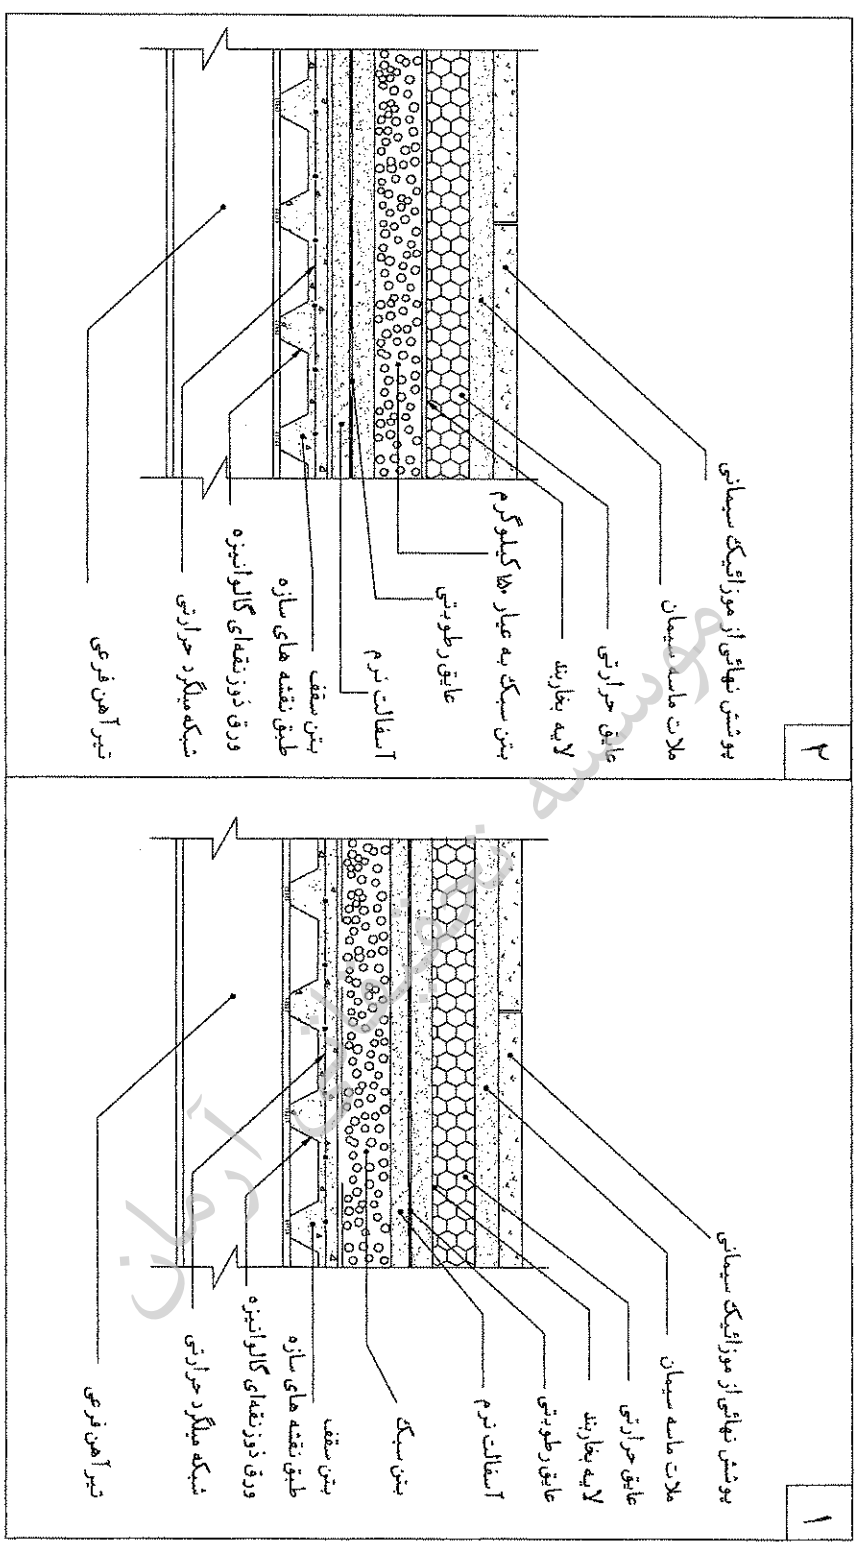 ۱
پوشش نهائی از موزائیک سیمانی
ملات ماسه سیمان
عایق حرارتی
لایه بخاربند
عایق رطوبتی
آسفالت نرم
بتن سبک
بتن سقف
طبق نقشه های سازه
ورق ذوزنقه‌ای گالوانیزه
شبکه میلگرد حرارتی
تیرآهن فرعی
۲
پوشش نهائی از موزائیک سیمانی
ملات ماسه سیمان
عایق حرارتی
لایه بخاربند
بتن سبک به عیار ۱۵۰ کیلوگرم
عایق رطوبتی
آسفالت نرم
بتن سقف
طبق نقشه های سازه
ورق ذوزنقه‌ای گالوانیزه
شبکه میلگرد حرارتی
تیرآهن فرعی
موسسه تحقیقاتی آرمان